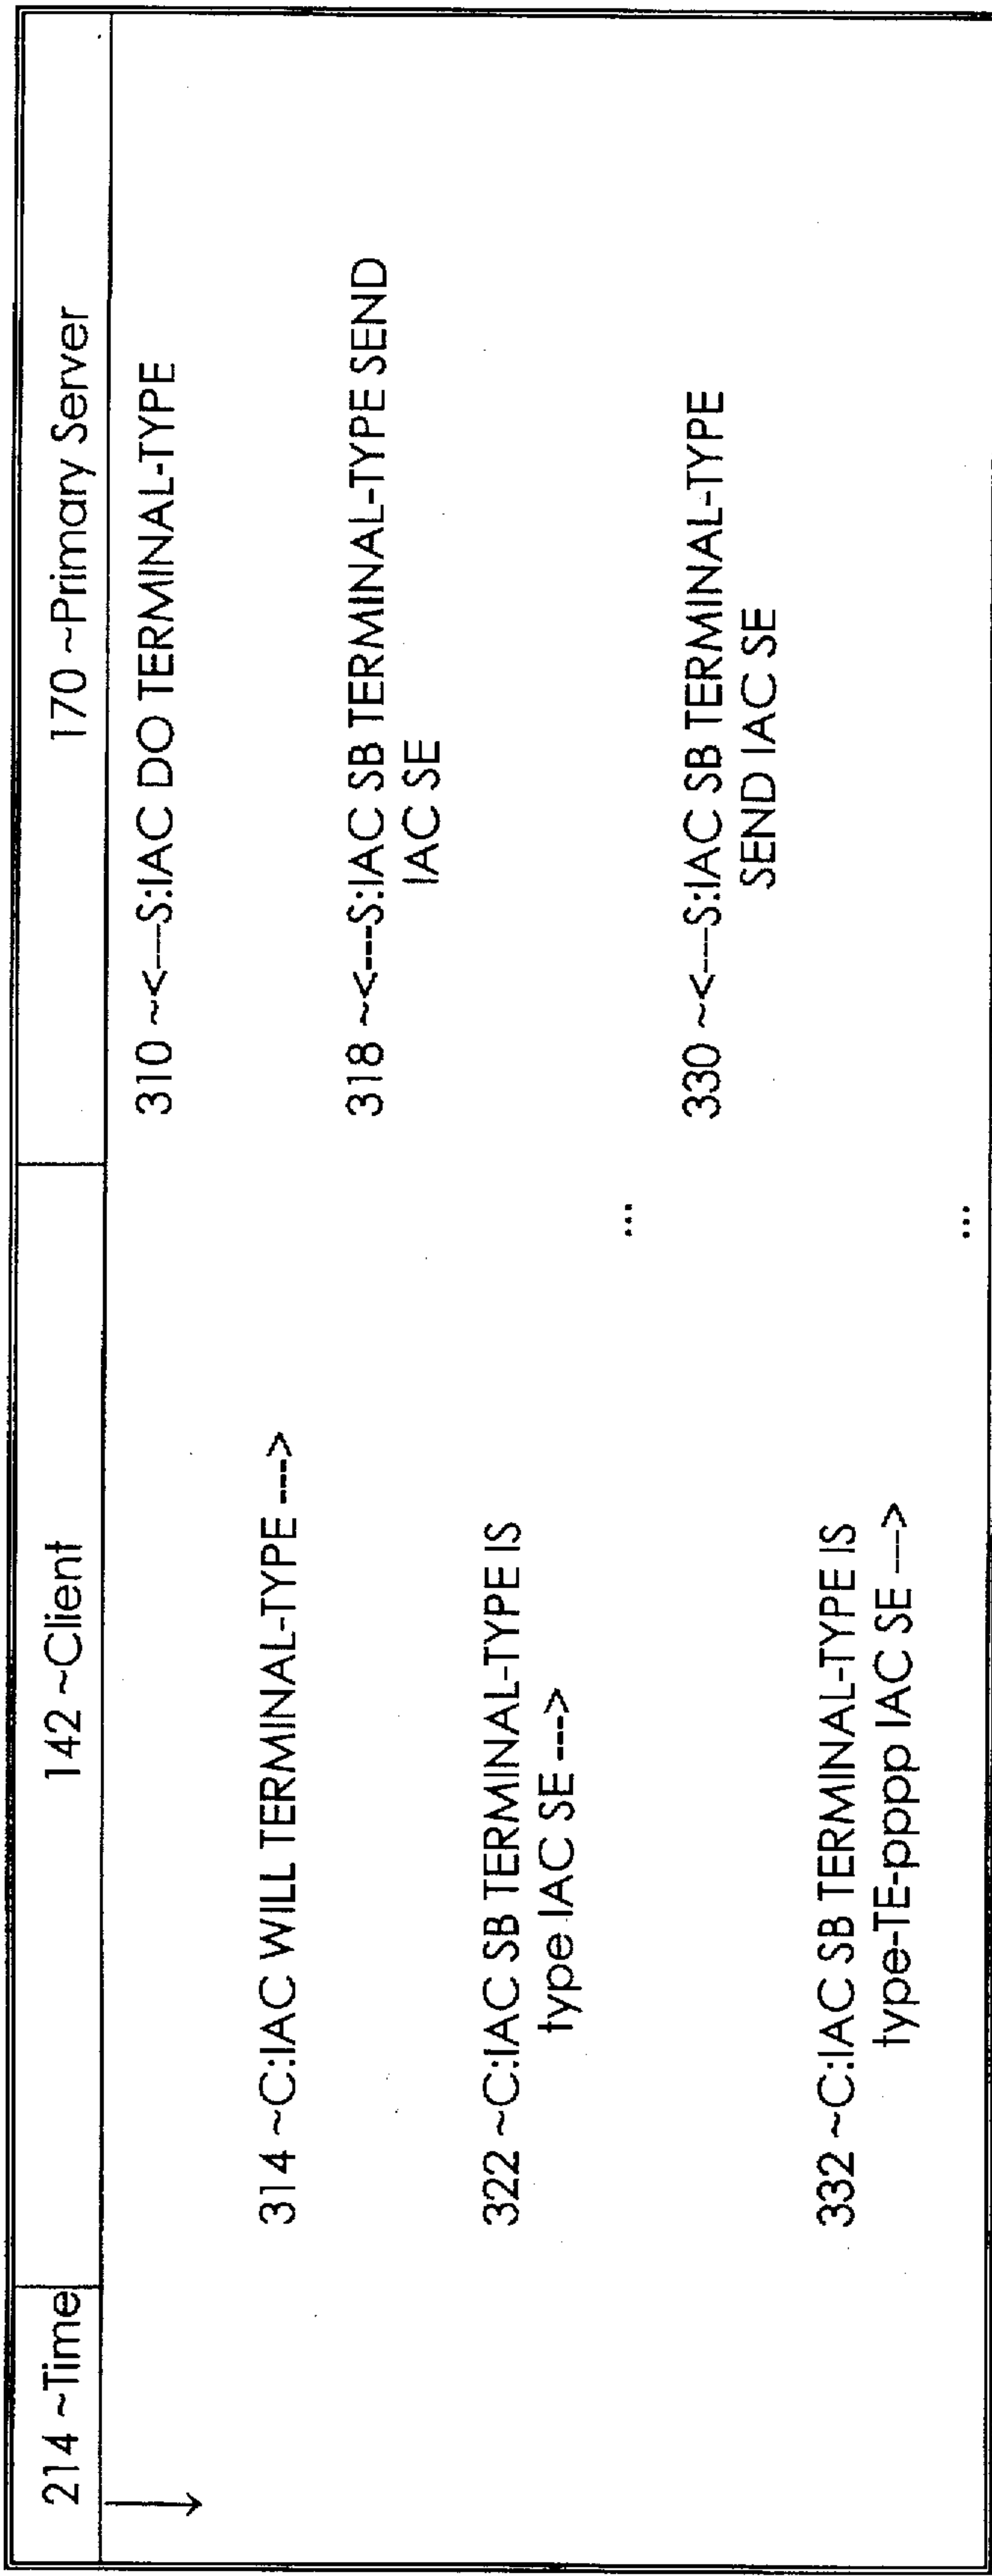 214 ~Time
142 ~Client
170 ~Primary Server
310 ~<---S:IAC DO TERMINAL-TYPE
314 ~C:IAC WILL TERMINAL-TYPE --->
318 ~<---S:IAC SB TERMINAL-TYPE SEND
IAC SE
322 ~C:IAC SB TERMINAL-TYPE IS
type IAC SE --->
...
330 ~<---S:IAC SB TERMINAL-TYPE
SEND IAC SE
332 ~C:IAC SB TERMINAL-TYPE IS
type-TE-pppp IAC SE --->
...